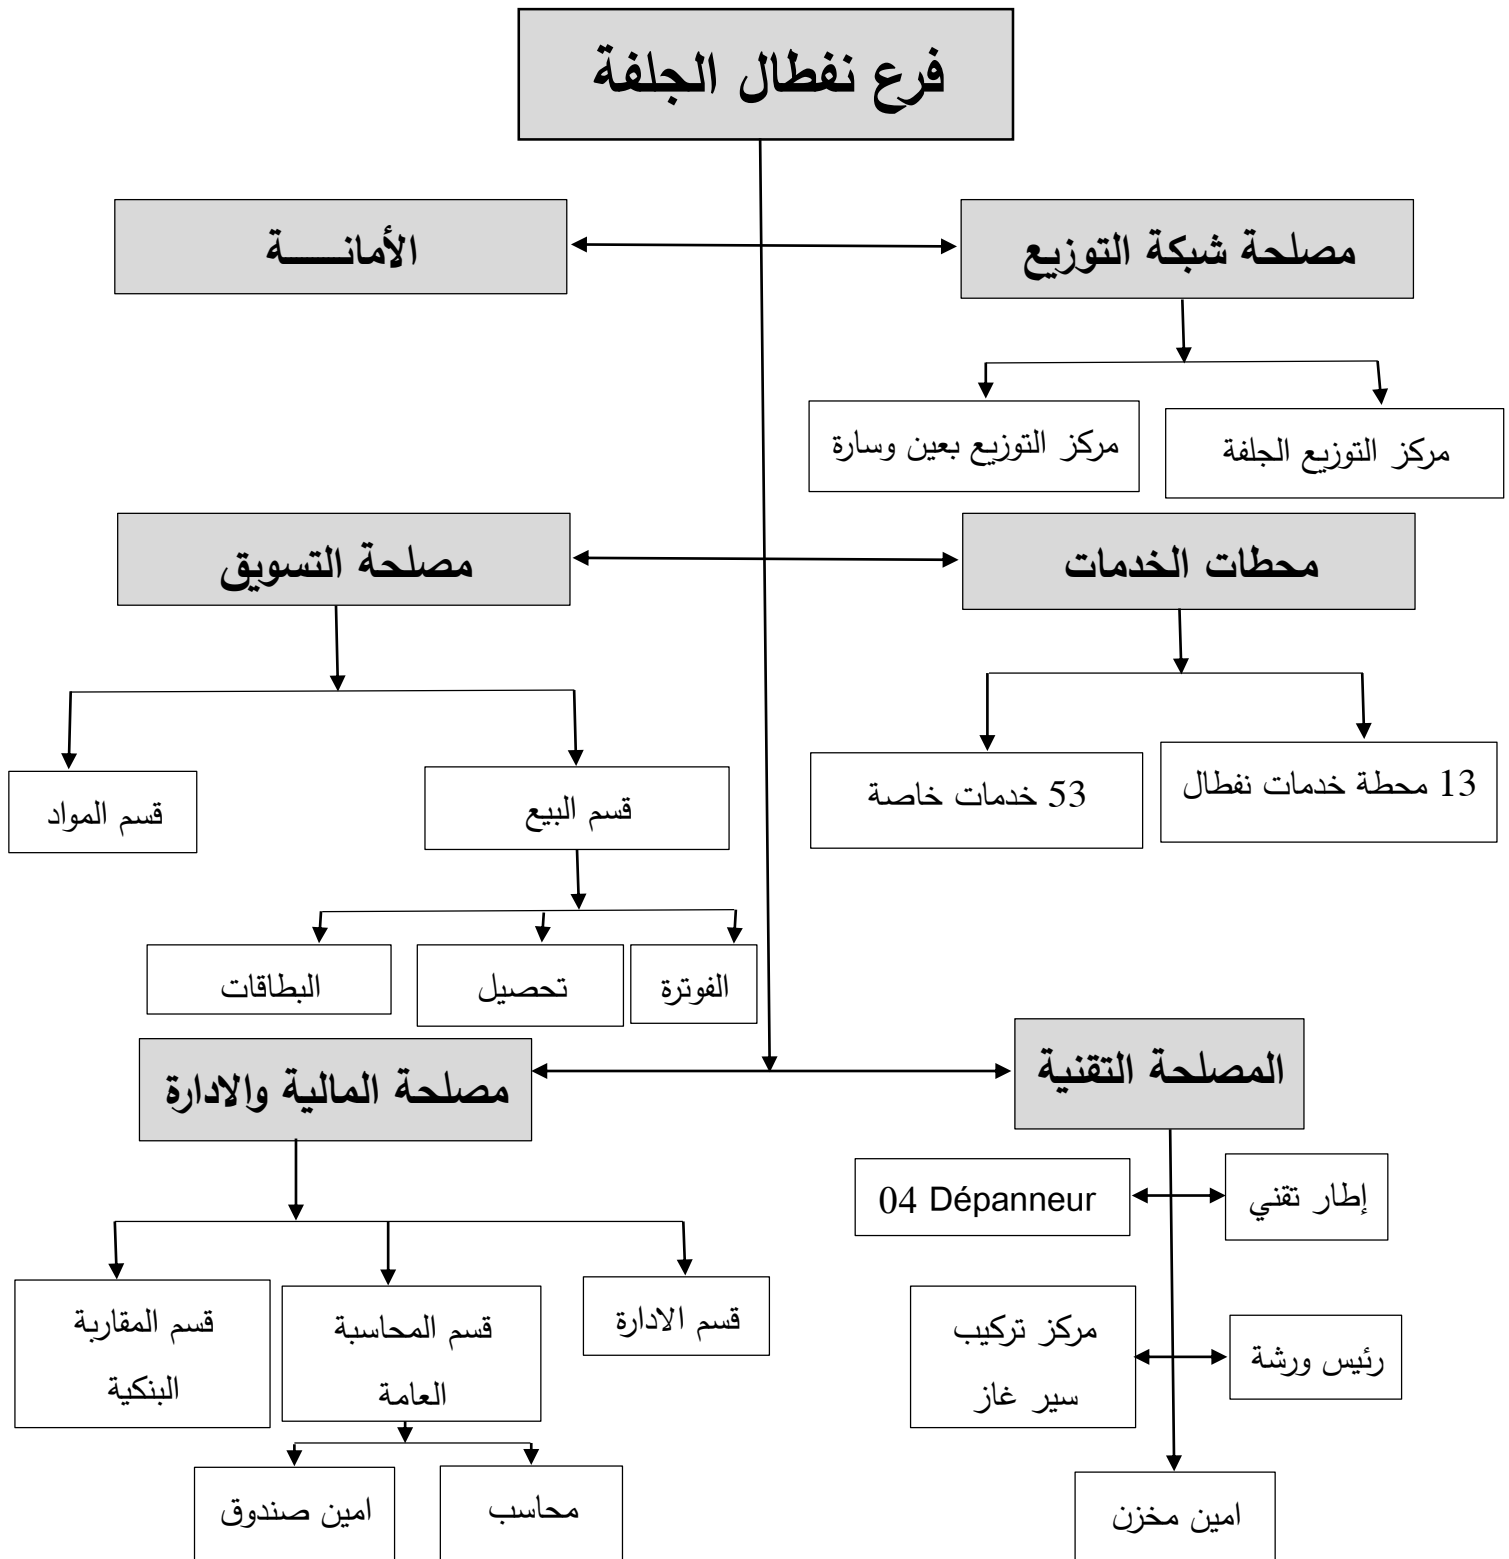 فرع نفطال الجلفة
مصلحة شبكة التوزيع
الأمانـــــة
مركز التوزيع الجلفة
مركز التوزيع بعين وسارة
محطات الخدمات
مصلحة التسويق
13 محطة خدمات نفطال
53 خدمات خاصة
قسم البيع
قسم المواد
الفوترة
تحصيل
البطاقات
المصلحة التقنية
مصلحة المالية والادارة
إطار تقني
04 Dépanneur
قسم الادارة
قسم المحاسبة
العامة
قسم المقاربة
البنكية
رئيس ورشة
مركز تركيب
سير غاز
محاسب
امين صندوق
امين مخزن